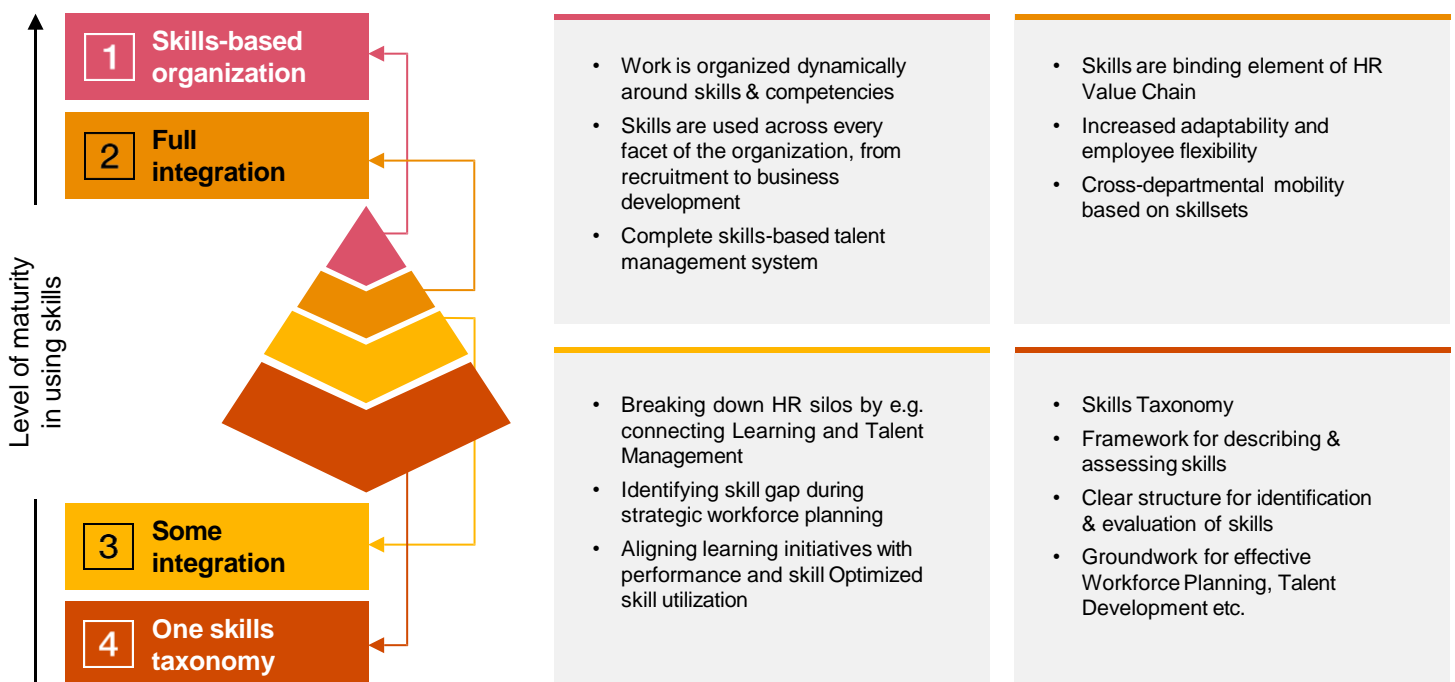 Level of maturity
in using skills
1
Skills-based
organization
2
Full
integration
3
Some
integration
4
One skills
taxonomy
• Work is organized dynamically
around skills & competencies
• Skills are used across every
facet of the organization, from
recruitment to business
development
• Complete skills-based talent
management system
• Skills are binding element of HR
Value Chain
• Increased adaptability and
employee flexibility
• Cross-departmental mobility
based on skillsets
• Breaking down HR silos by e.g.
connecting Learning and Talent
Management
• Identifying skill gap during
strategic workforce planning
• Aligning learning initiatives with
performance and skill Optimized
skill utilization
• Skills Taxonomy
• Framework for describing &
assessing skills
• Clear structure for identification
& evaluation of skills
• Groundwork for effective
Workforce Planning, Talent
Development etc.